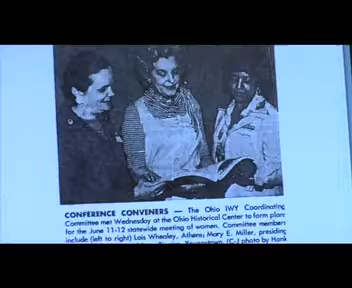 CONFERENCE CONVENERS — The Ohio IWY Coordinating
Committee met Wednesday at the Ohio Historical Center to form plans
for the June 11-12 statewide meeting of women. Committee members
include (left to right) Lois Whealey, Athens; Mary E. Miller, presiding
Youngstown. (C-J photo by Hank